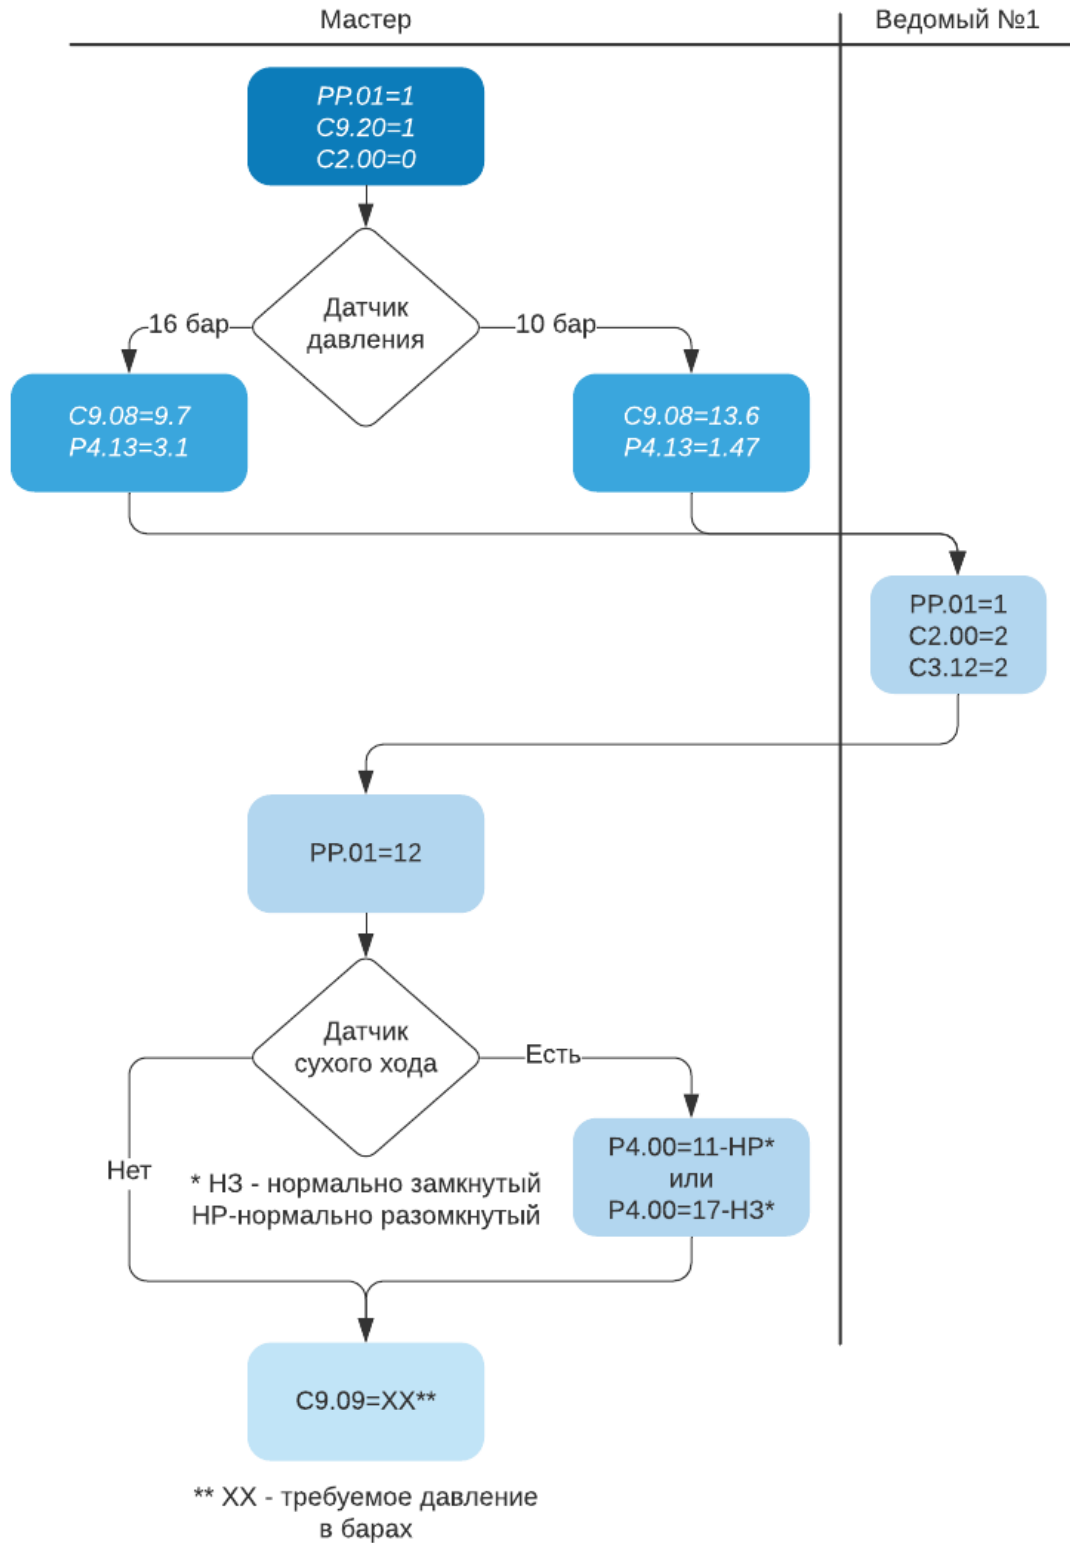 Мастер
Ведомый №1
PP.01=1
C9.20=1
C2.00=0
Датчик
давления
16 бар
10 бар
C9.08=9.7
P4.13=3.1
C9.08=13.6
P4.13=1.47
PP.01=1
C2.00=2
C3.12=2
PP.01=12
Датчик
сухого хода
Есть
Нет
P4.00=11-НР*
или
P4.00=17-НЗ*
* НЗ - нормально замкнутый
НР-нормально разомкнутый
C9.09=XX**
** XX - требуемое давление
в барах